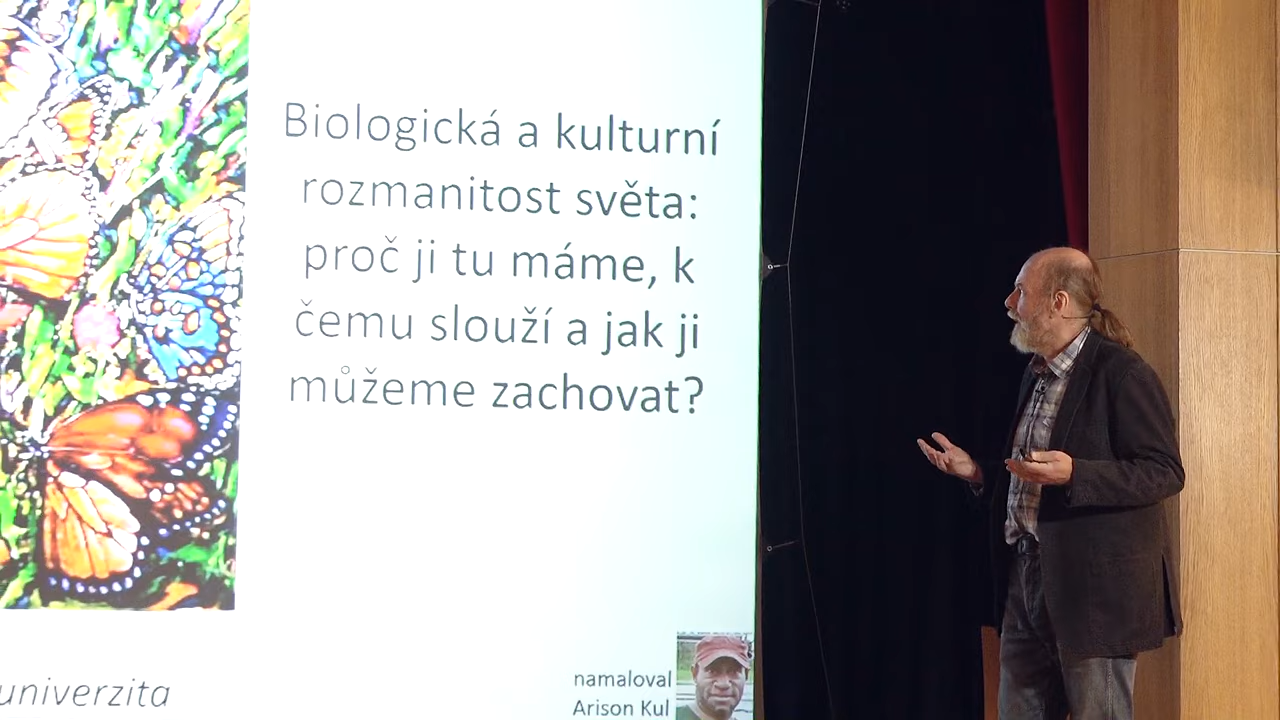 Biologická a kulturní
rozmanitost světa:
proč ji tu máme, k
čemu slouží a jak ji
můžeme zachovat?
univerzita
namaloval
Arison Kul